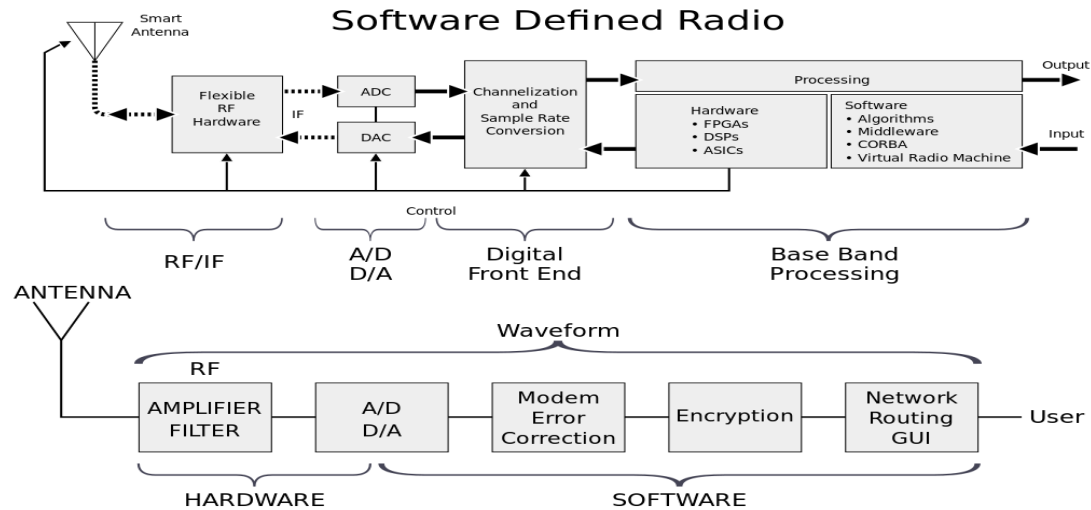 Software Defined Radio
Smart
Antenna
Flexible
RF
Hardware
IF
ADC
DAC
Channelization
and
Sample Rate
Conversion
Processing
Hardware
• FPGAs
• DSPs
• ASICs
Software
• Algorithms
• Middleware
• CORBA
• Virtual Radio Machine
Output
Input
Control
RF/IF
A/D
D/A
Digital
Front End
Base Band
Processing
ANTENNA
Waveform
RF
AMPLIFIER
FILTER
A/D
D/A
Modem
Error
Correction
Encryption
Network
Routing
GUI
User
HARDWARE
SOFTWARE